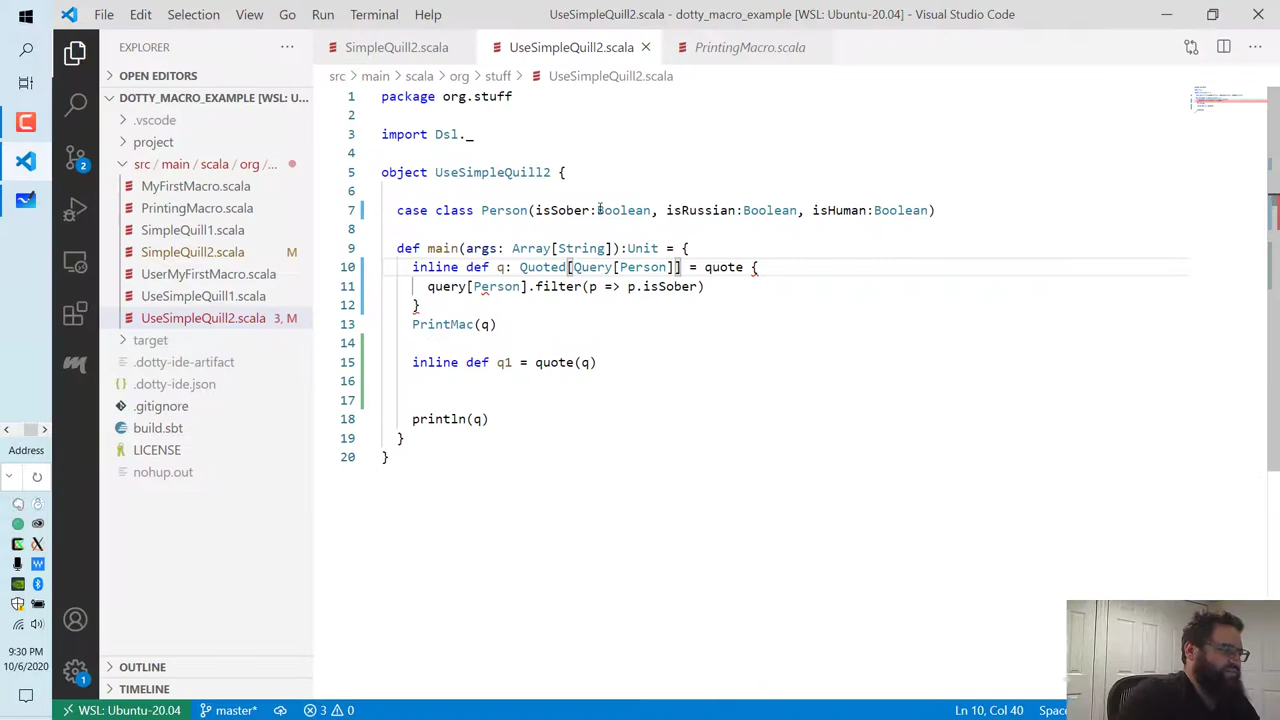 File Edit Selection View Go Run Terminal Help
UseSimpleQuill2.scala - dotty_macro_example [WSL: Ubuntu-20.04] - Visual Studio Code
EXPLORER
OPEN EDITORS
DOTTY_MACRO_EXAMPLE [WSL: U...
.vscode
project
src / main / scala / org /...
MyFirstMacro.scala
PrintingMacro.scala
SimpleQuill1.scala
SimpleQuill2.scala M
UserMyFirstMacro.scala
UseSimpleQuill1.scala
UseSimpleQuill2.scala 3, M
target
.dotty-ide-artifact
.dotty-ide.json
.gitignore
build.sbt
LICENSE
nohup.out
OUTLINE
TIMELINE
SimpleQuill2.scala
UseSimpleQuill2.scala
PrintingMacro.scala
src > main > scala > org > stuff > UseSimpleQuill2.scala
1 package org.stuff
2
3 import Dsl._
4
5 object UseSimpleQuill2 {
6
7 case class Person(isSober:Boolean, isRussian:Boolean, isHuman:Boolean)
8
9 def main(args: Array[String]):Unit = {
10 inline def q: Quoted[Query[Person]] = quote {
11 query[Person].filter(p => p.isSober)
12 }
13 PrintMac(q)
14
15 inline def q1 = quote(q)
16
17
18 println(q)
19 }
20 }
Address
9:30 PM
10/6/2020
2
1
WSL: Ubuntu-20.04
master*
3 0
Ln 10, Col 40
Space